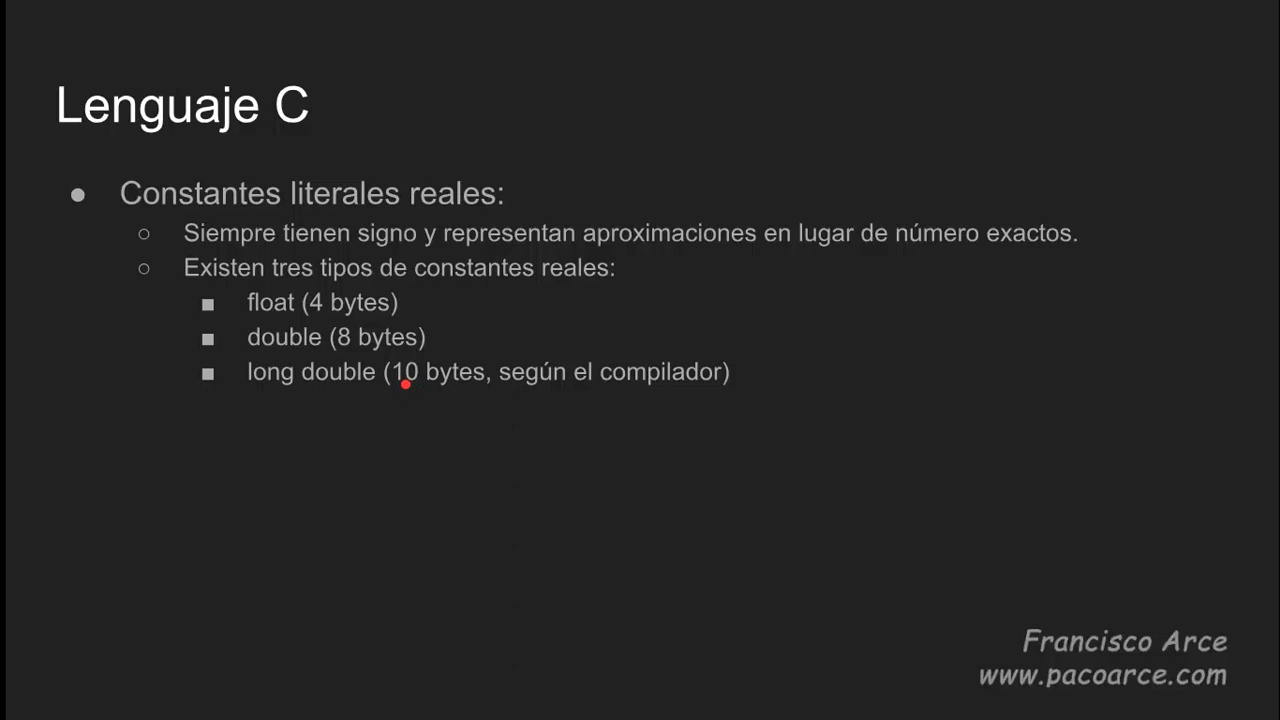 Lenguaje C
● Constantes literales reales:
○ Siempre tienen signo y representan aproximaciones en lugar de número exactos.
○ Existen tres tipos de constantes reales:
■ float (4 bytes)
■ double (8 bytes)
■ long double (10 bytes, según el compilador)
Francisco Arce
www.pacoarce.com